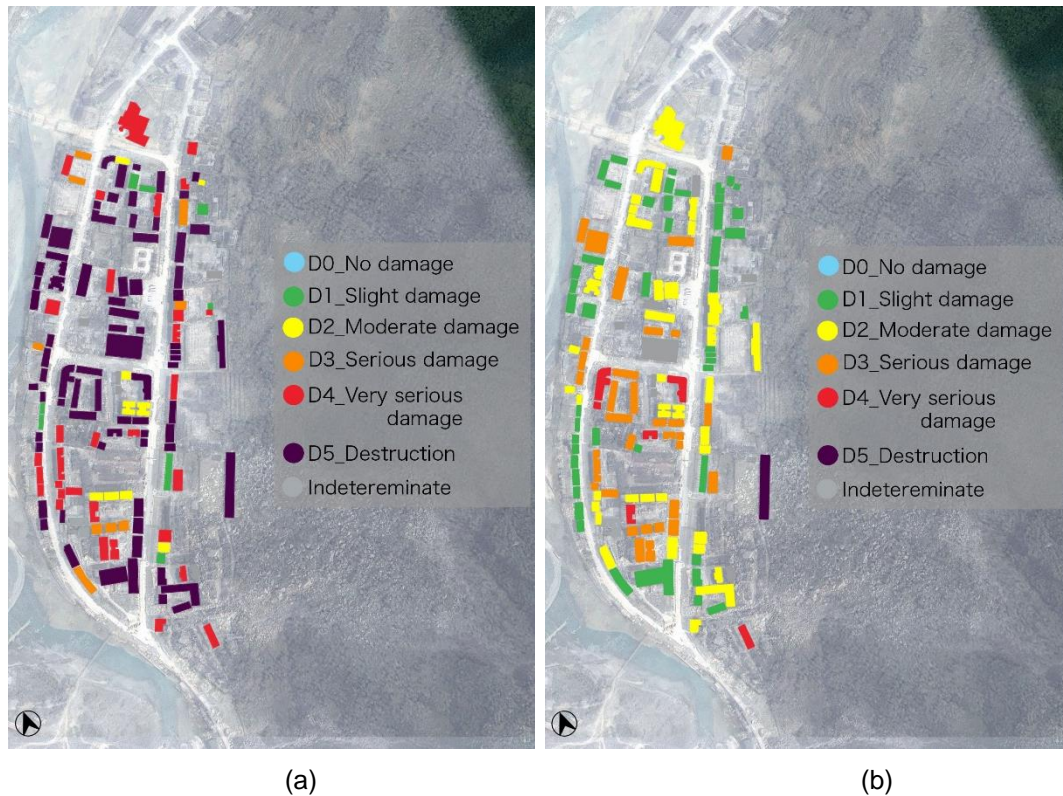 D0_No damage
D1_Slight damage
D2_Moderate damage
D3_Serious damage
D4_Very serious
damage
D5_Destruction
Indetereminate
D0_No damage
D1_Slight damage
D2_Moderate damage
D3_Serious damage
D4_Very serious
damage
D5_Destruction
Indetereminate
(a)
(b)